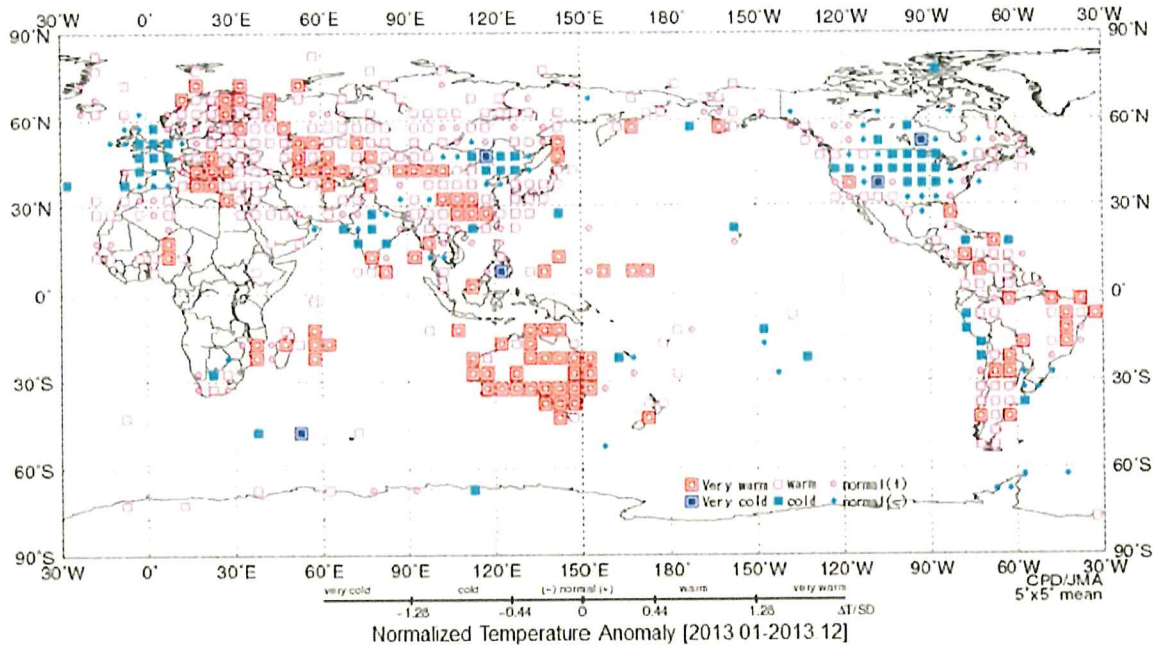 30°W 0° 30°E 60°E 90°E 120°E 150°E 180° 150°W 120°W 90°W 60°W 30°W
90°N 90°N
60°N 60°N
30°N 30°N
0° 0°
30°S 30°S
60°S 60°S
Very warm warm normal(+)
Very cold cold normal(-)
90°S 90°S
30°W 0° 30°E 60°E 90°E 120°E 150°E 180° 150°W 120°W 90°W 60°W 30°W
CPD/JMA
5°x5° mean
very cold cold (-) normal (+) warm very warm
-1.28 -0.44 0 0.44 1.28 ΔT/SD
Normalized Temperature Anomaly [2013.01-2013.12]